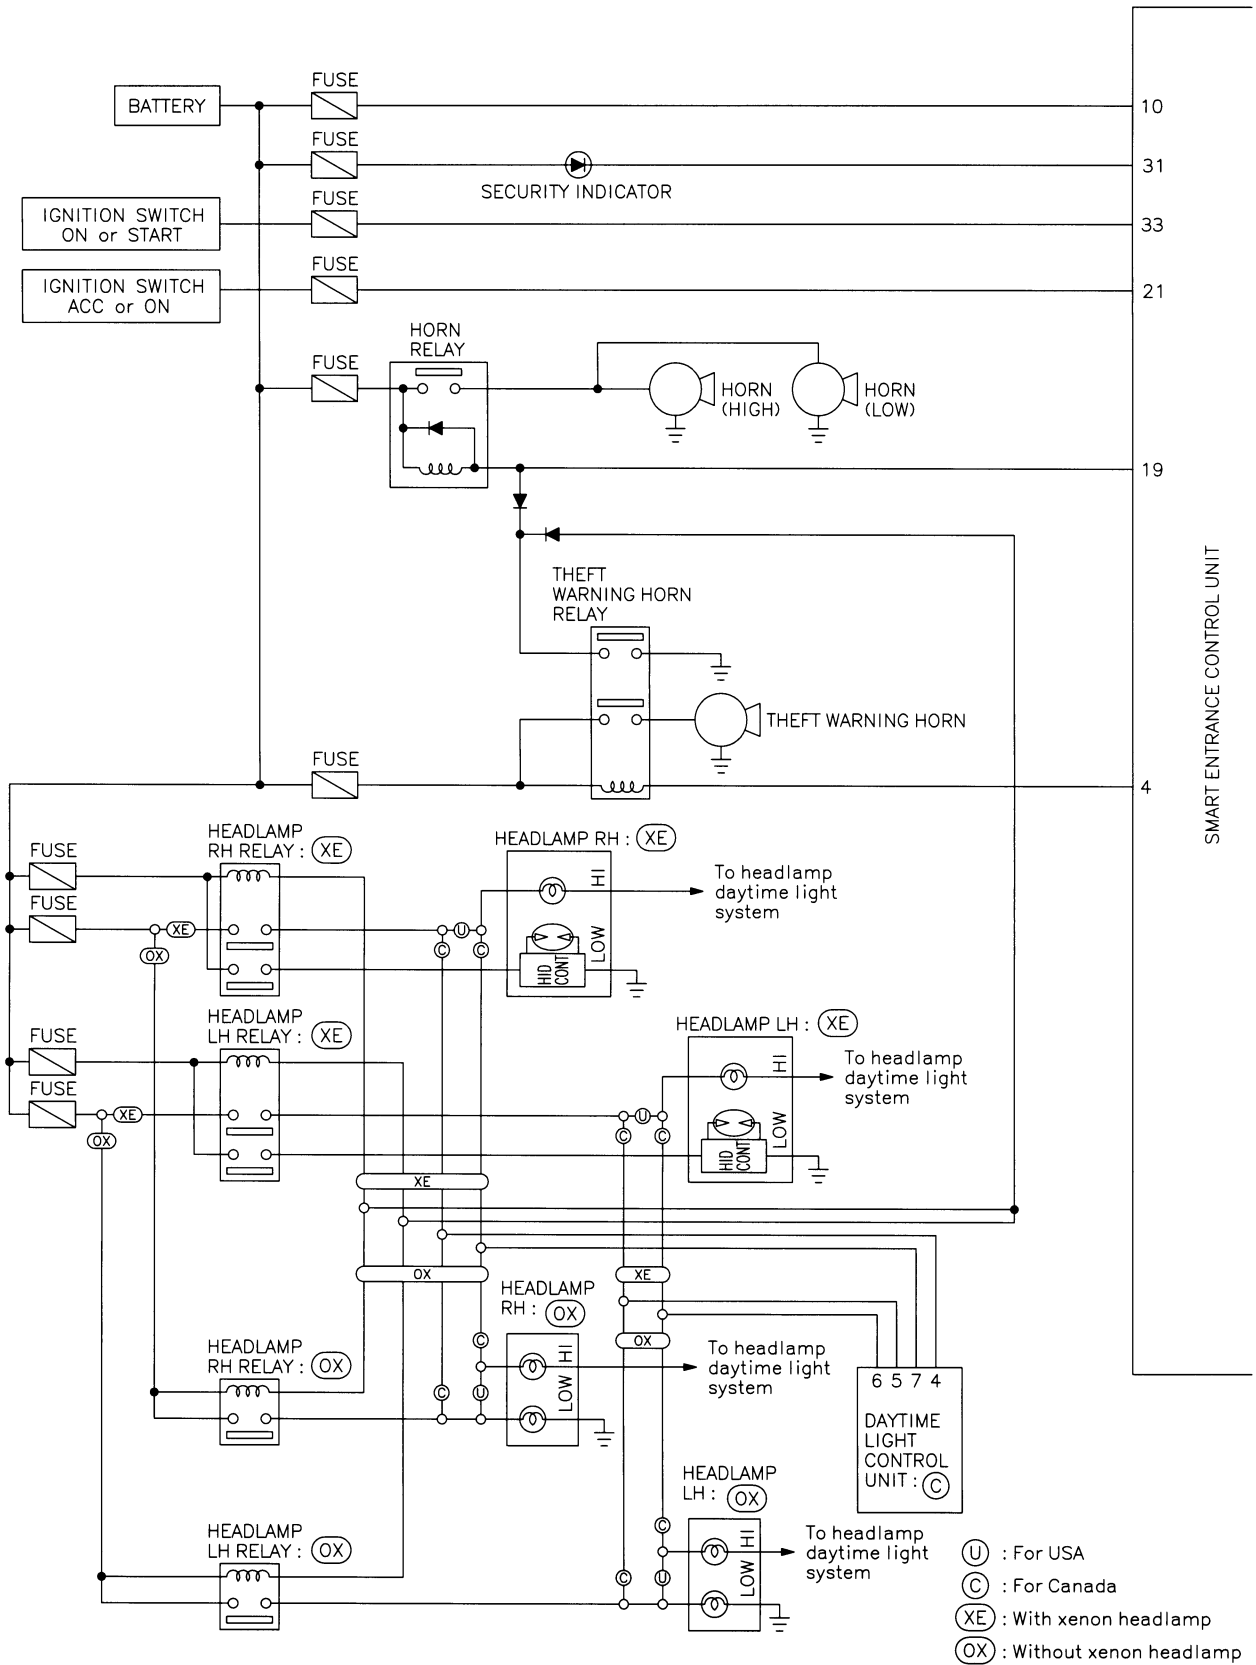 FUSE
BATTERY
10
FUSE
31
SECURITY INDICATOR
FUSE
IGNITION SWITCH
ON or START
33
FUSE
IGNITION SWITCH
ACC or ON
21
HORN
RELAY
FUSE
HORN
(HIGH)
HORN
(LOW)
19
THEFT
WARNING HORN
RELAY
THEFT WARNING HORN
FUSE
4
SMART ENTRANCE CONTROL UNIT
HEADLAMP
RH RELAY : XE
FUSE
FUSE
XE
OX
HEADLAMP RH : XE
HI
LOW
HID
CONT
U
C
C
To headlamp
daytime light
system
HEADLAMP
LH RELAY : XE
FUSE
FUSE
XE
OX
HEADLAMP LH : XE
HI
LOW
HID
CONT
U
C
C
To headlamp
daytime light
system
XE
OX
XE
OX
HEADLAMP
RH : OX
C
C
U
HI
LOW
To headlamp
daytime light
system
HEADLAMP
RH RELAY : OX
6 5 7 4
DAYTIME
LIGHT
CONTROL
UNIT : C
HEADLAMP
LH : OX
C
C
U
HI
LOW
To headlamp
daytime light
system
HEADLAMP
LH RELAY : OX
U : For USA
C : For Canada
XE : With xenon headlamp
OX : Without xenon headlamp